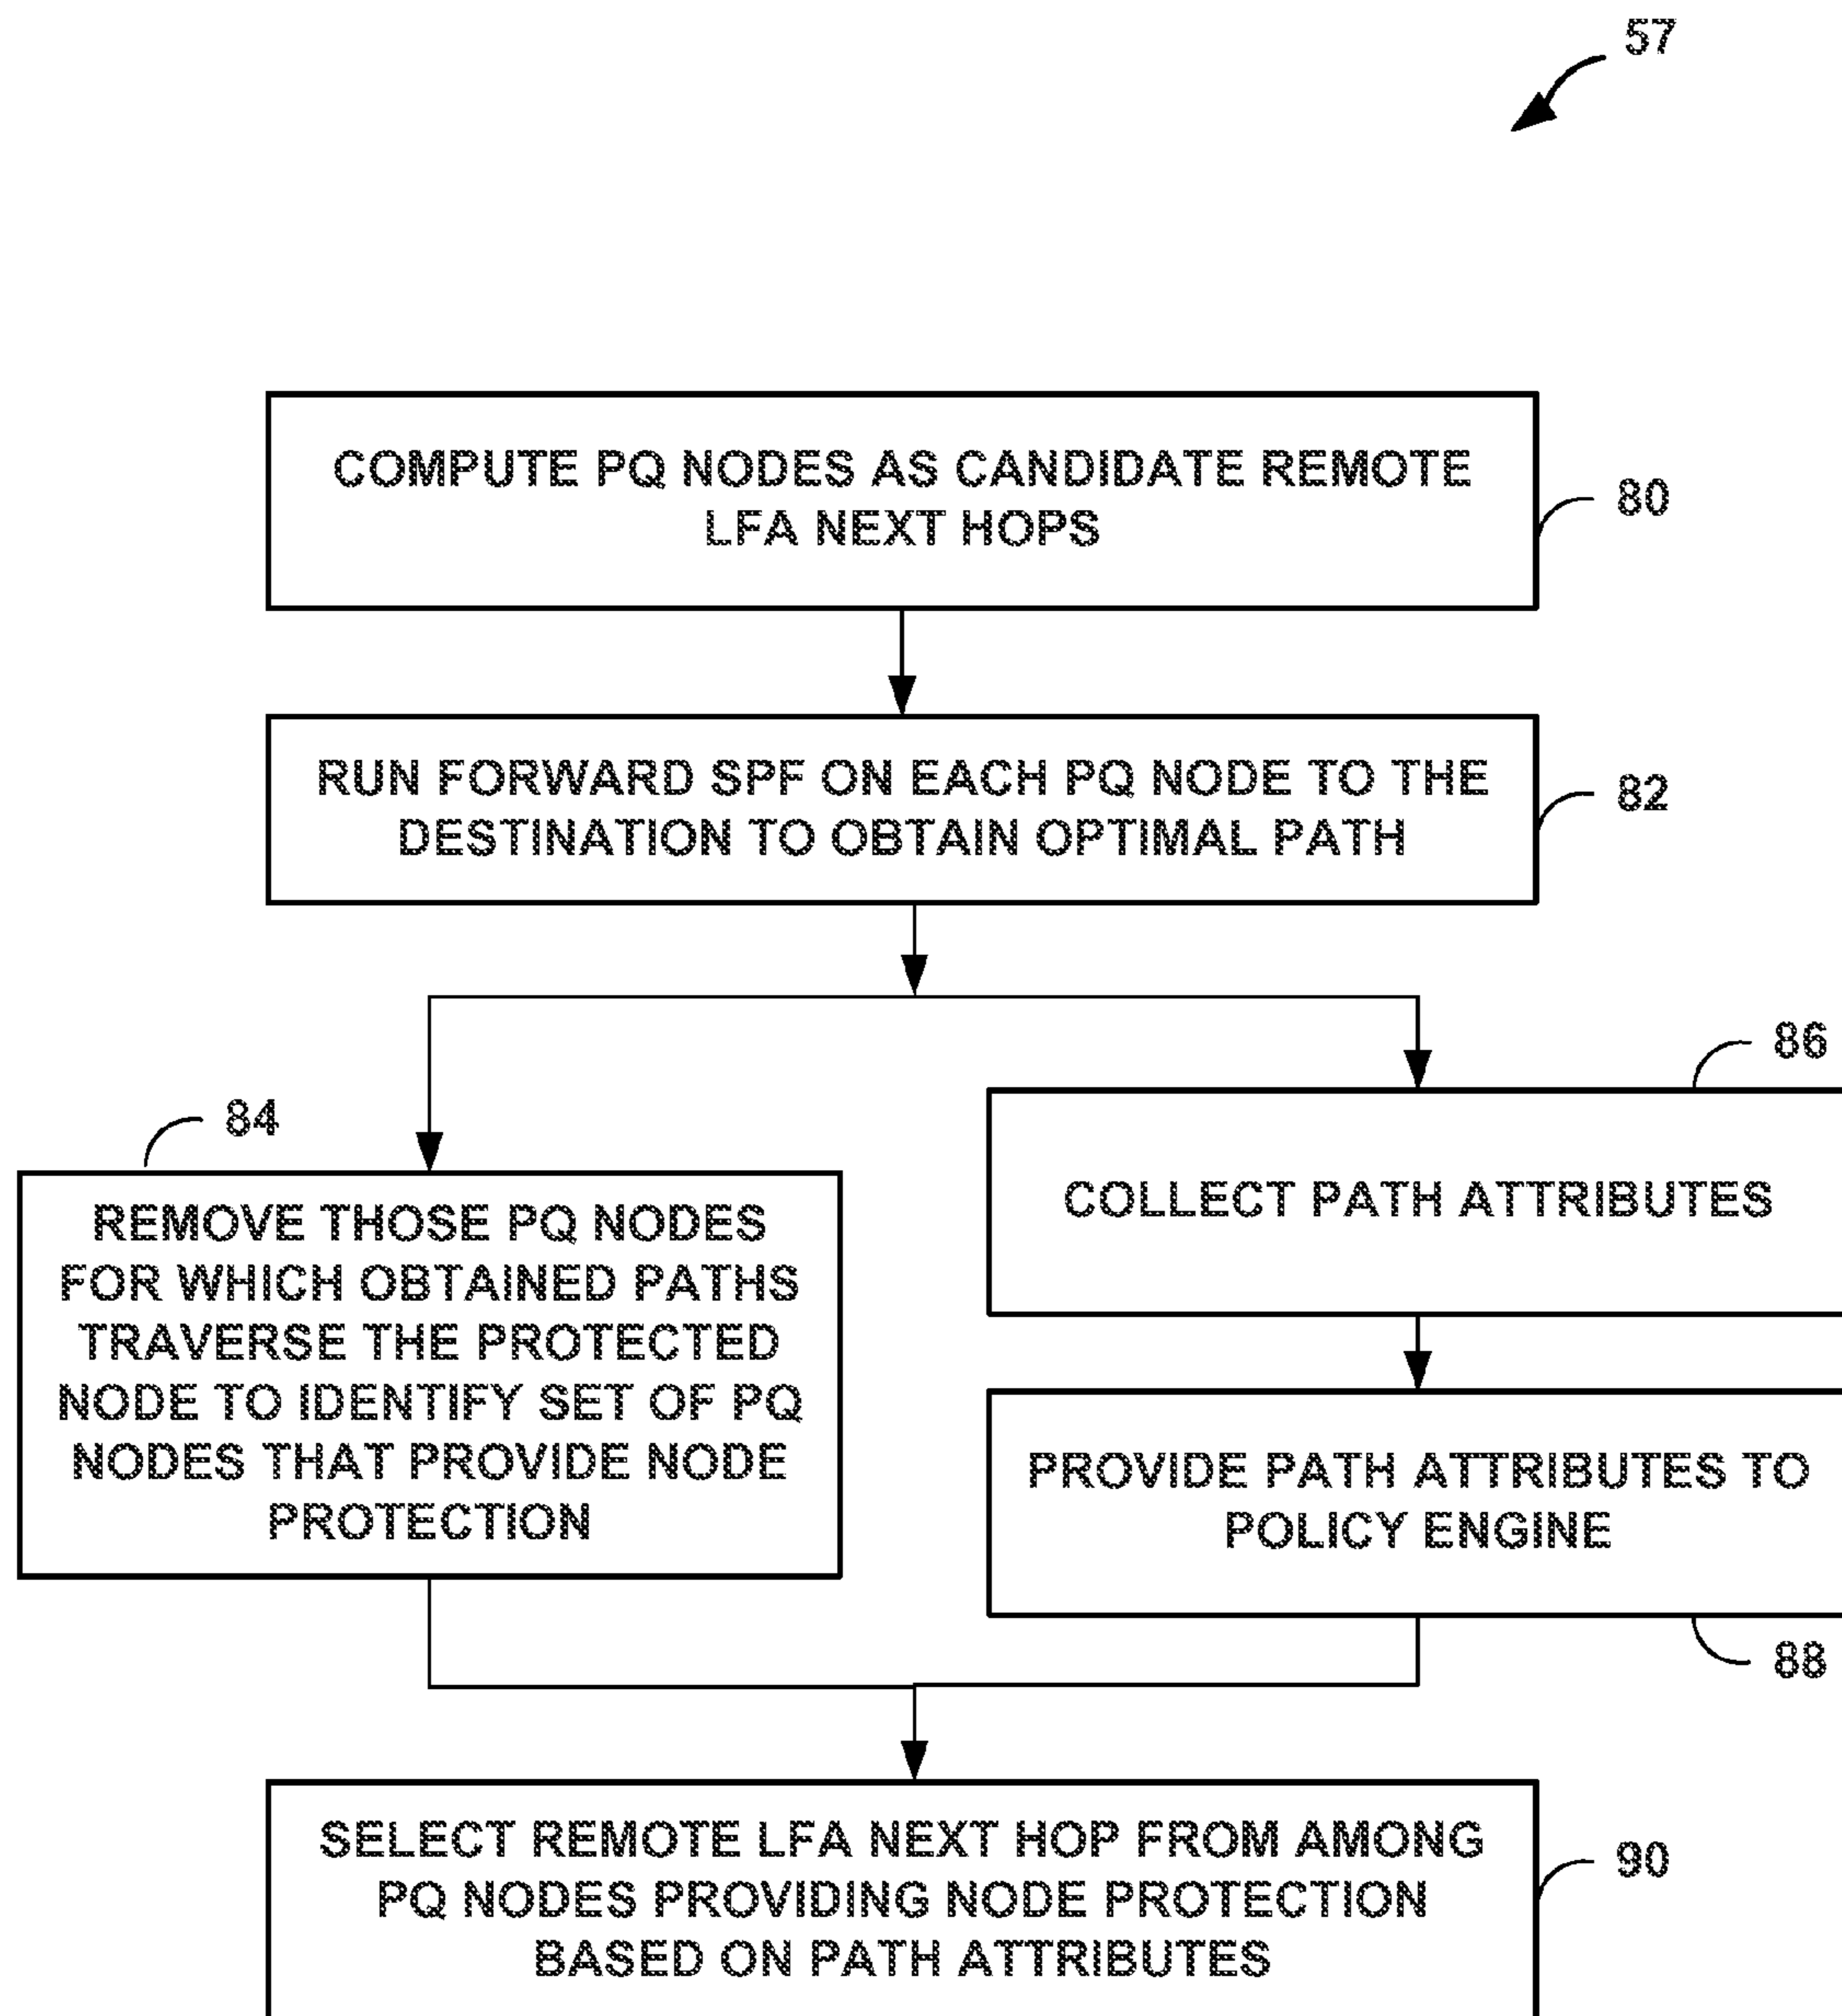 57
COMPUTE PQ NODES AS CANDIDATE REMOTE
LFA NEXT HOPS
80
RUN FORWARD SPF ON EACH PQ NODE TO THE
DESTINATION TO OBTAIN OPTIMAL PATH
82
84
REMOVE THOSE PQ NODES
FOR WHICH OBTAINED PATHS
TRAVERSE THE PROTECTED
NODE TO IDENTIFY SET OF PQ
NODES THAT PROVIDE NODE
PROTECTION
86
COLLECT PATH ATTRIBUTES
PROVIDE PATH ATTRIBUTES TO
POLICY ENGINE
88
SELECT REMOTE LFA NEXT HOP FROM AMONG
PQ NODES PROVIDING NODE PROTECTION
BASED ON PATH ATTRIBUTES
90